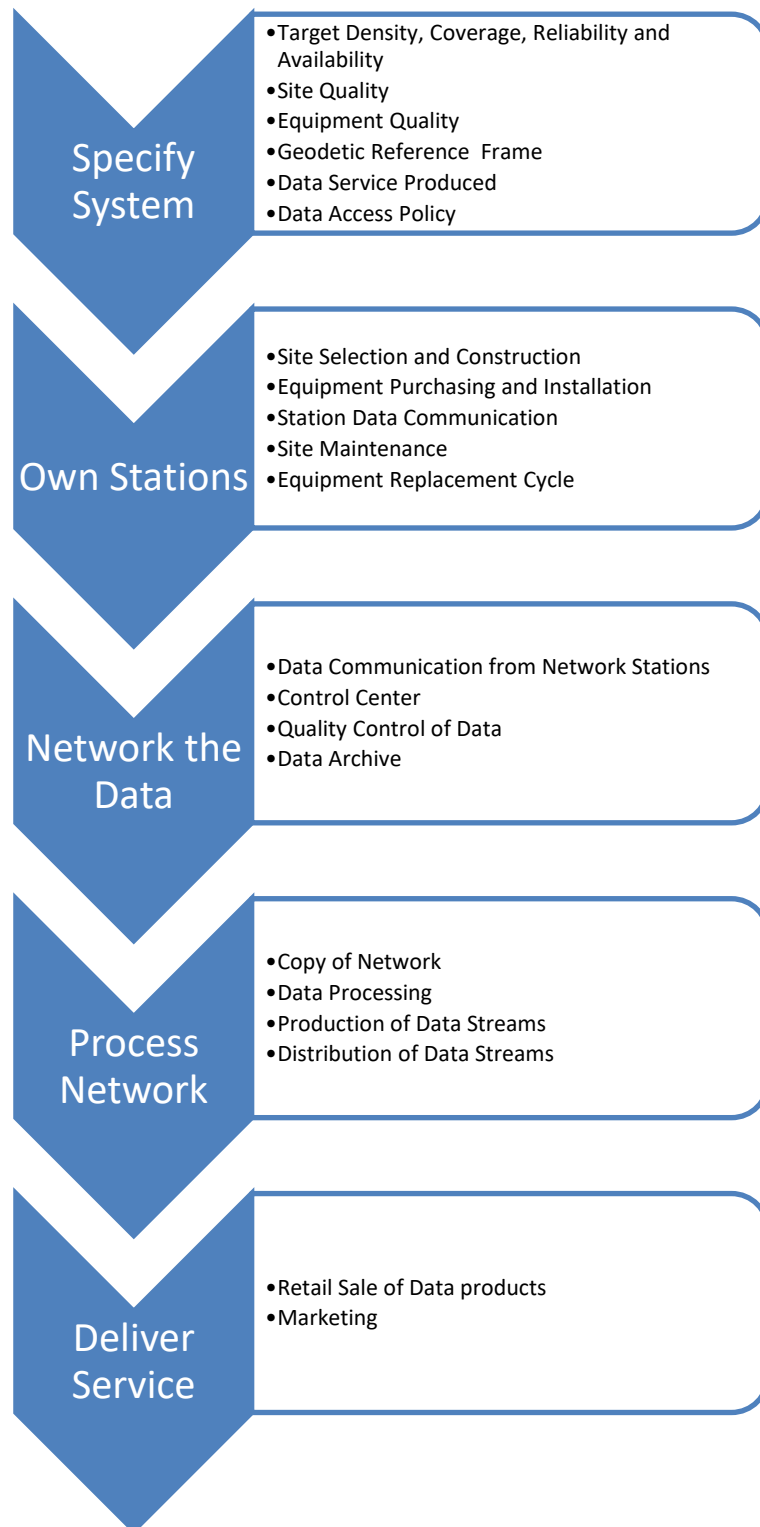 Specify
System
•Target Density, Coverage, Reliability and
Availability
•Site Quality
•Equipment Quality
•Geodetic Reference  Frame
•Data Service Produced
•Data Access Policy
Own Stations
•Site Selection and Construction
•Equipment Purchasing and Installation
•Station Data Communication
•Site Maintenance
•Equipment Replacement Cycle
Network the
Data
•Data Communication from Network Stations
•Control Center
•Quality Control of Data
•Data Archive
Process
Network
•Copy of Network
•Data Processing
•Production of Data Streams
•Distribution of Data Streams
Deliver
Service
•Retail Sale of Data products
•Marketing